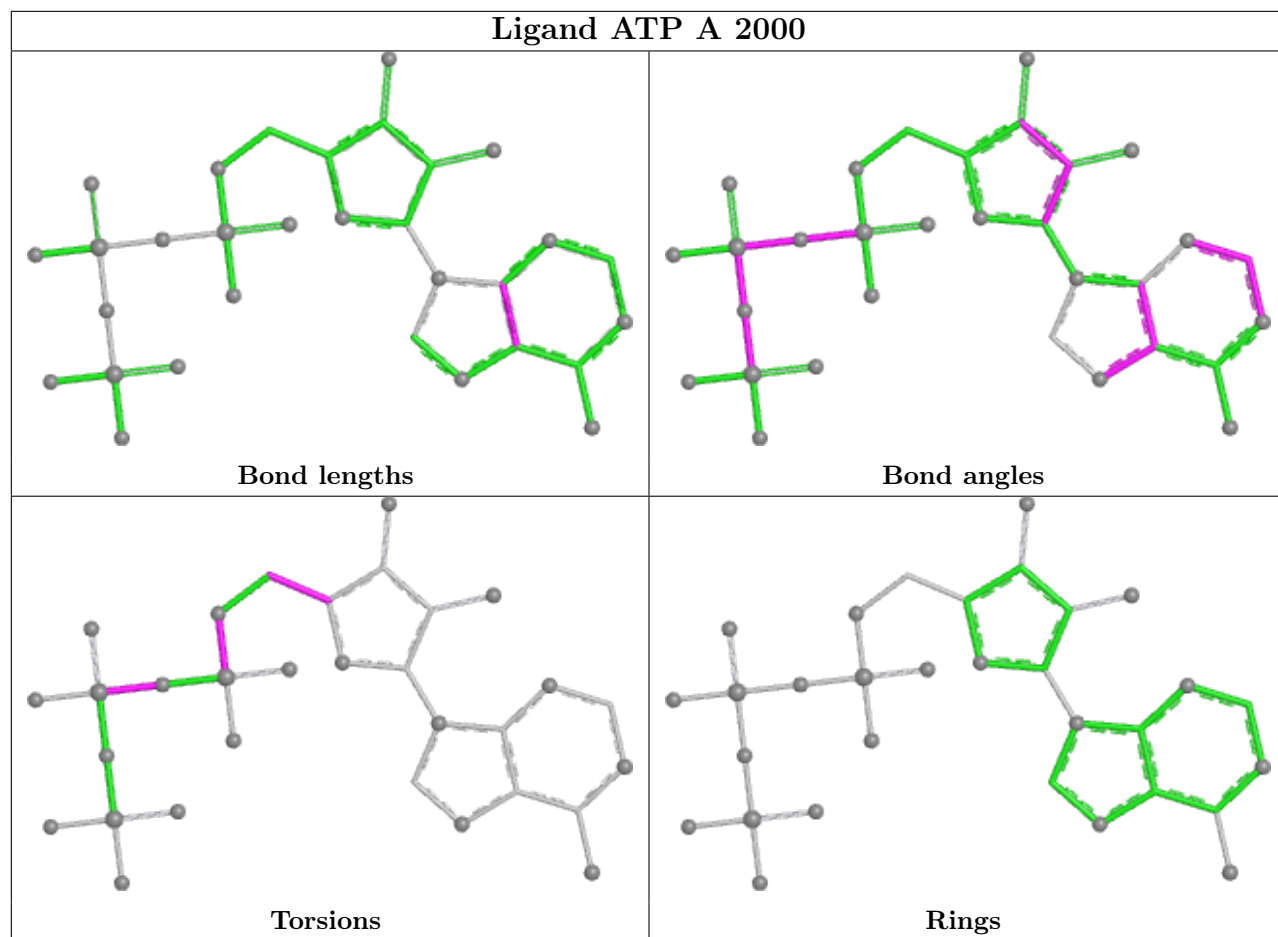 Ligand ATP A 2000
Bond lengths
Bond angles
Torsions
Rings